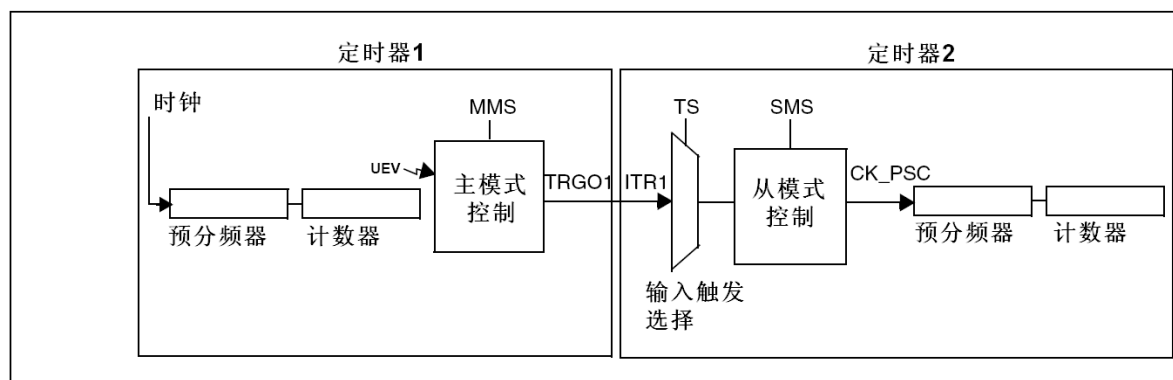 定时器1
定时器2
时钟
MMS
TS
SMS
UEV
主模式
控制
TRGO1
ITR1
从模式
控制
CK_PSC
预分频器
计数器
预分频器
计数器
输入触发
选择